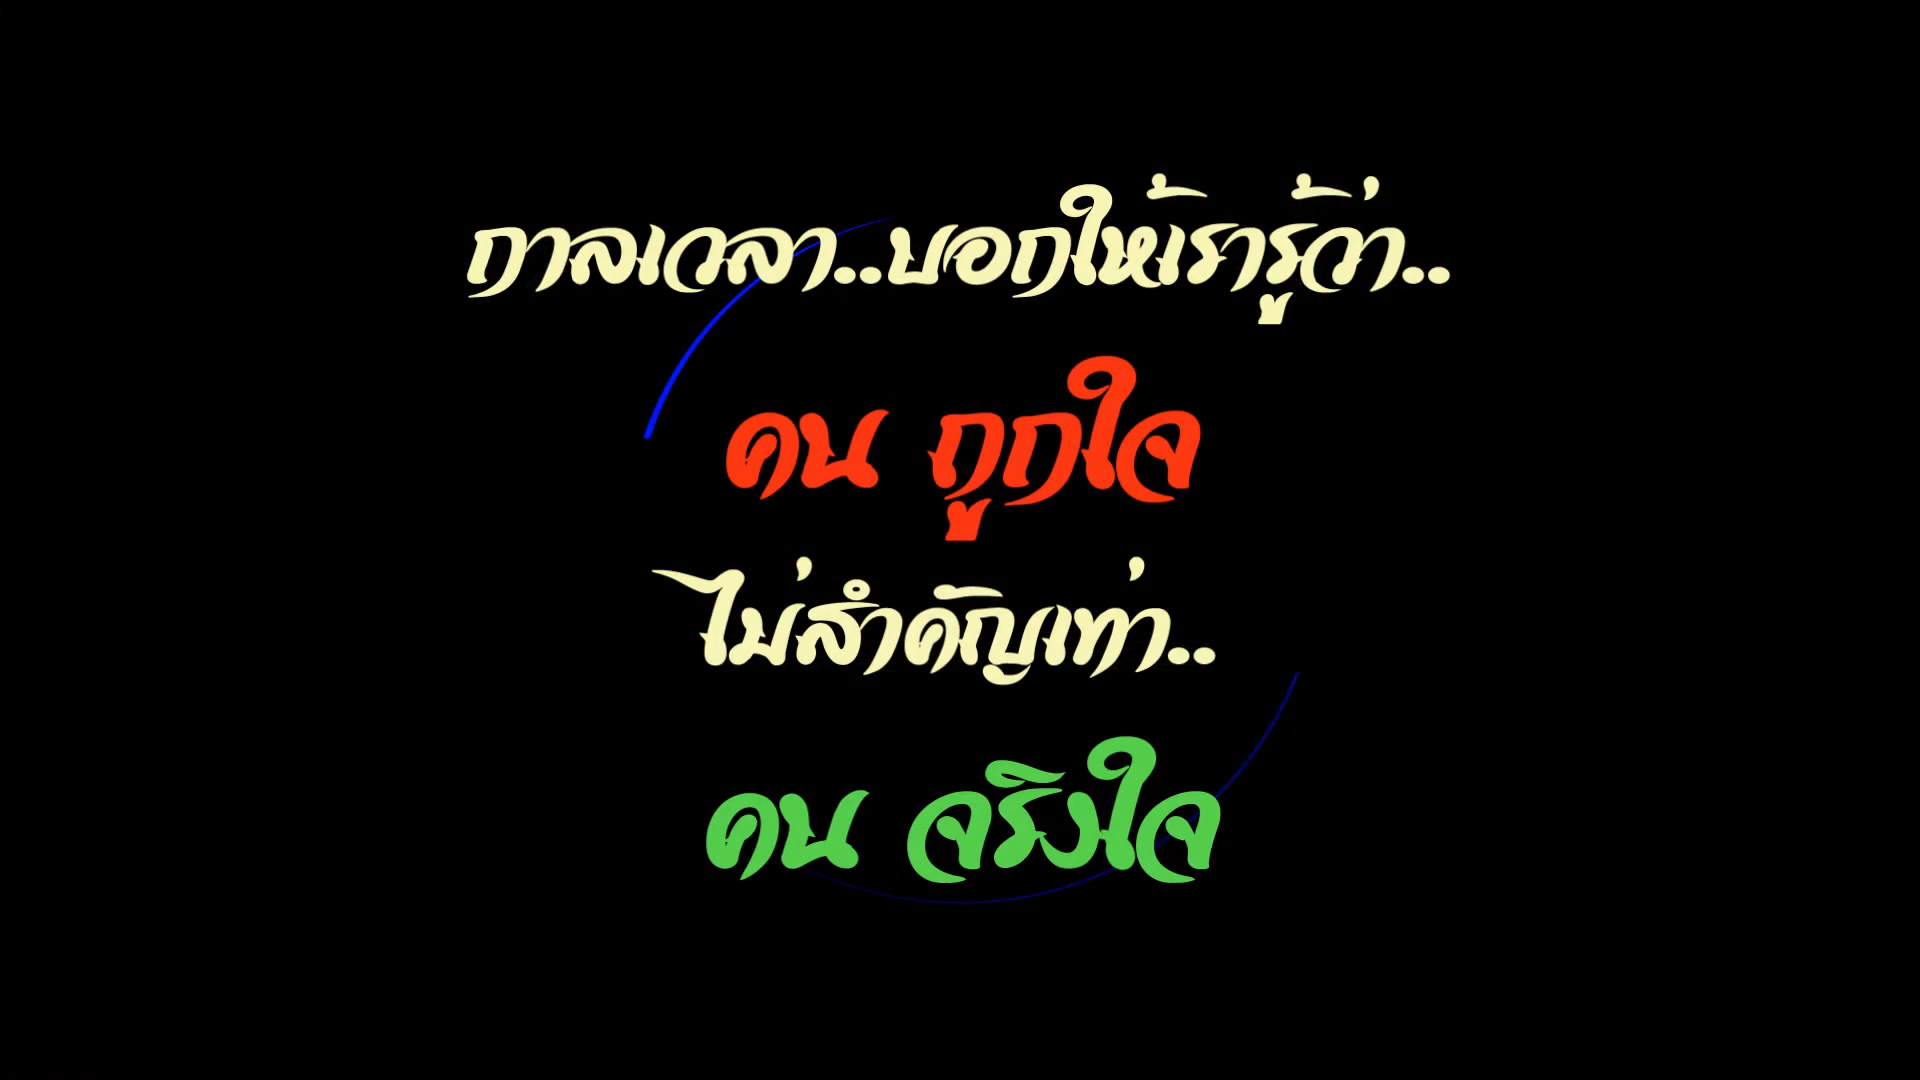 กาลเวลา..บอกให้เรารู้ว่า..
คน ถูกใจ
ไม่สำคัญเท่า..
คน จริงใจ